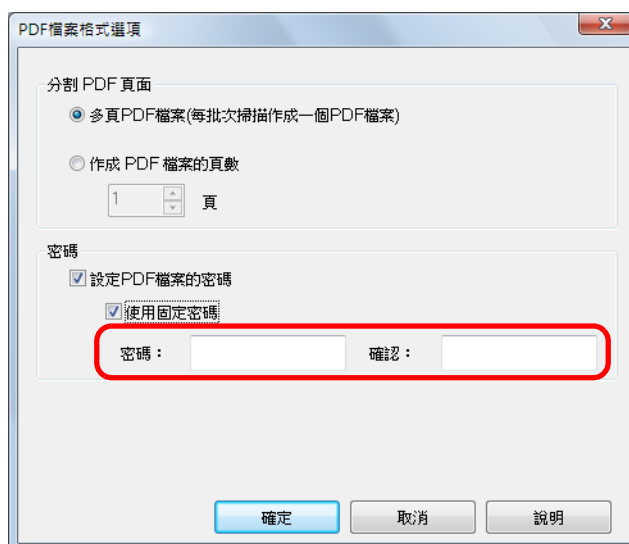 PDF檔案格式選項
分割 PDF 頁面
多頁PDF檔案(每批次掃描作成一個PDF檔案)
作成 PDF 檔案的頁數
1 頁
密碼
設定PDF檔案的密碼
使用固定密碼
密碼： 確認：
確定 取消 說明